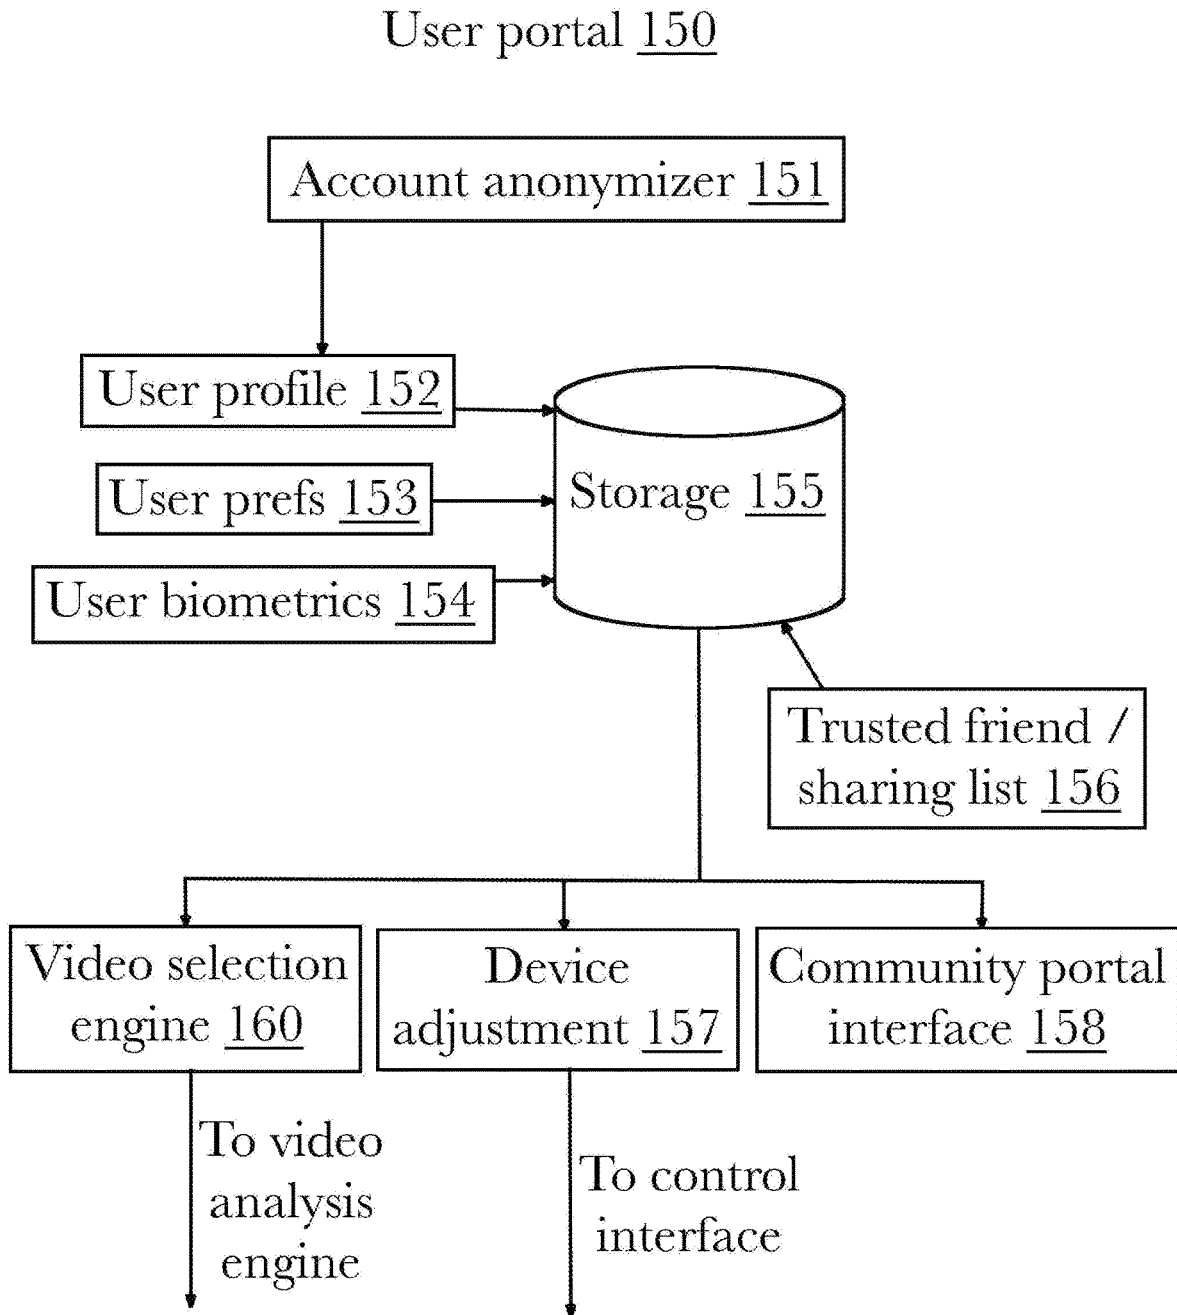 User portal 150
Account anonymizer 151
User profile 152
User prefs 153
Storage 155
User biometrics 154
Trusted friend /
sharing list 156
Video selection
engine 160
Device
adjustment 157
Community portal
interface 158
To video
analysis
engine
To control
interface